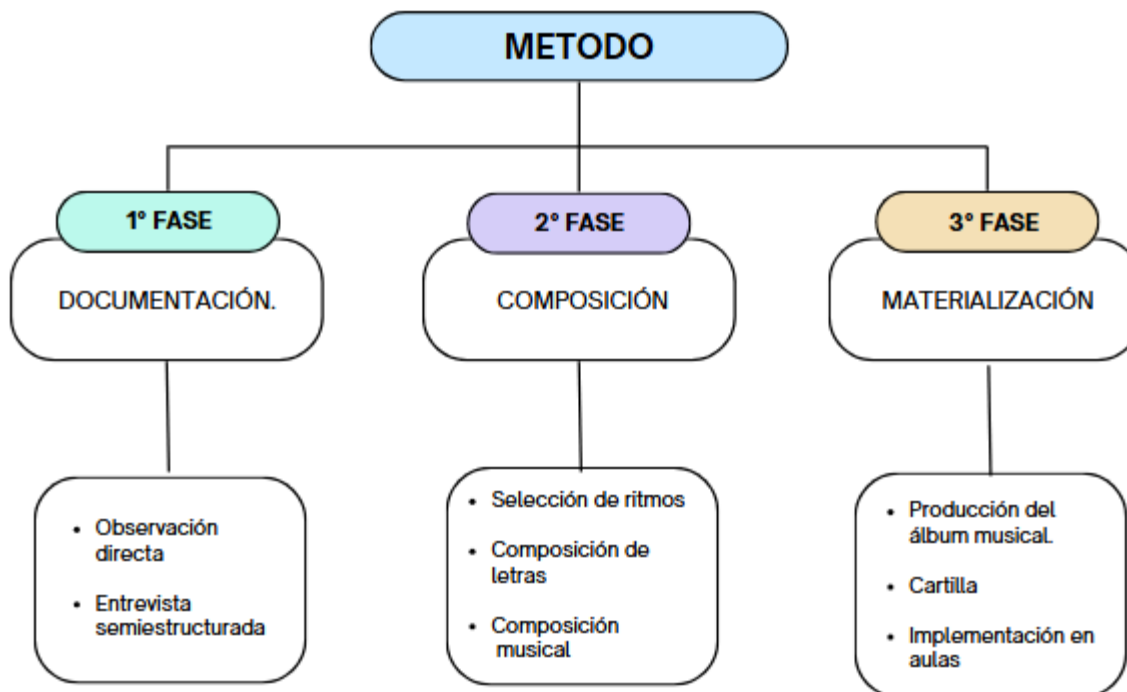 METODO
1° FASE
DOCUMENTACIÓN.
• Observación
directa
• Entrevista
semiestructurada
2° FASE
COMPOSICIÓN
• Selección de ritmos
• Composición de
letras
• Composición
musical
3° FASE
MATERIALIZACIÓN
• Producción del
álbum musical.
• Cartilla
• Implementación en
aulas